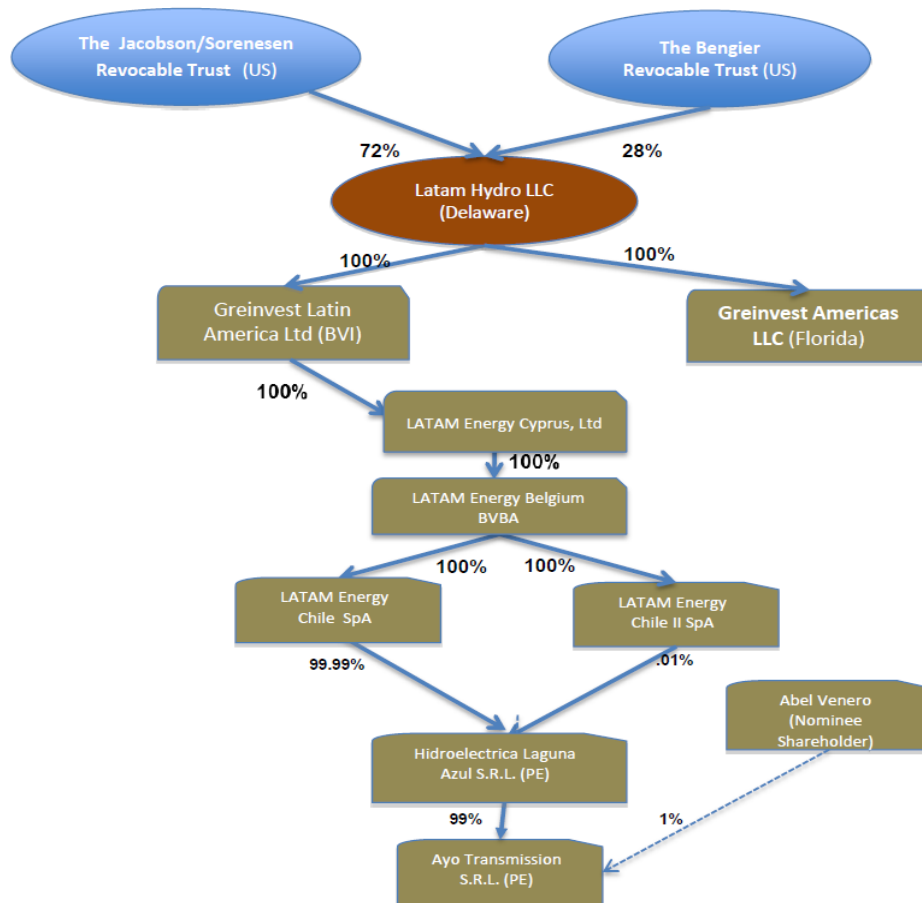 The Jacobson/Sorenesen
Revocable Trust (US)
The Bengier
Revocable Trust (US)
72%
28%
Latam Hydro LLC
(Delaware)
100%
100%
Greinvest Latin
America Ltd (BVI)
Greinvest Americas
LLC (Florida)
100%
LATAM Energy Cyprus, Ltd
100%
LATAM Energy Belgium
BVBA
100%
100%
LATAM Energy
Chile SpA
LATAM Energy
Chile II SpA
99.99%
.01%
Abel Venero
(Nominee
Shareholder)
Hidroelectrica Laguna
Azul S.R.L. (PE)
99%
1%
Ayo Transmission
S.R.L. (PE)